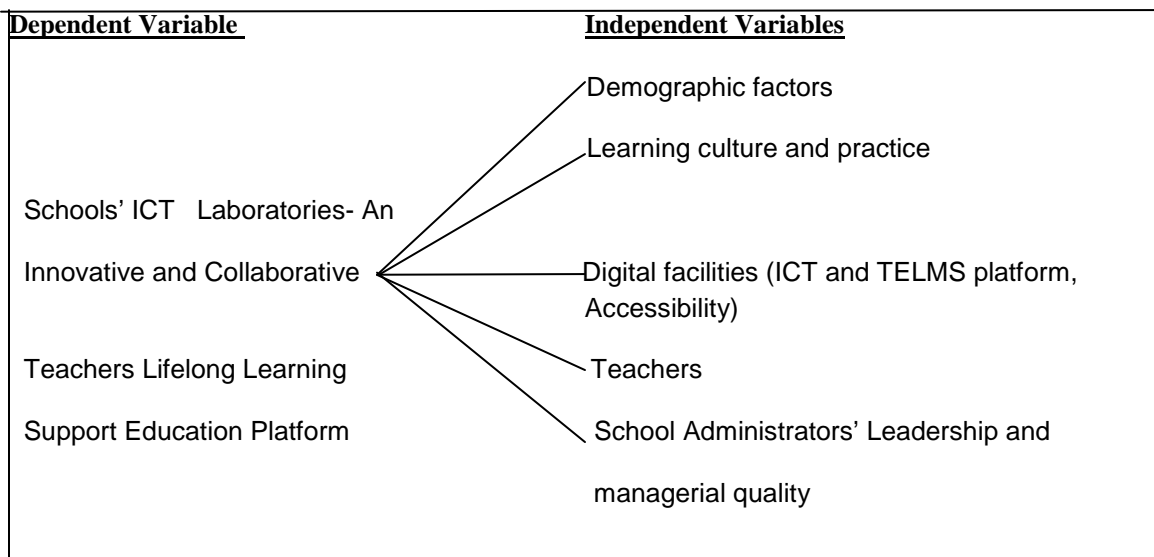 Dependent Variable
Independent Variables
Demographic factors
Learning culture and practice
Schools’ ICT Laboratories- An
Innovative and Collaborative
Digital facilities (ICT and TELMS platform,
Accessibility)
Teachers Lifelong Learning
Teachers
Support Education Platform
School Administrators’ Leadership and
managerial quality